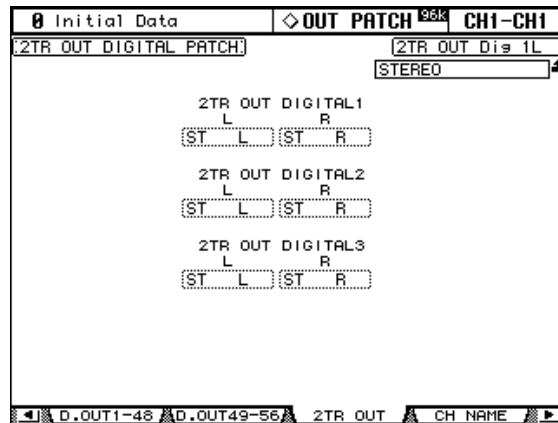 0 Initial Data ◇OUT PATCH 96k CH1-CH1
2TR OUT DIGITAL PATCH 2TR OUT Dig 1L
STEREO
2TR OUT DIGITAL1
L R
ST L ST R
2TR OUT DIGITAL2
L R
ST L ST R
2TR OUT DIGITAL3
L R
ST L ST R
D.OUT1-48 D.OUT49-56 2TR OUT CH NAME